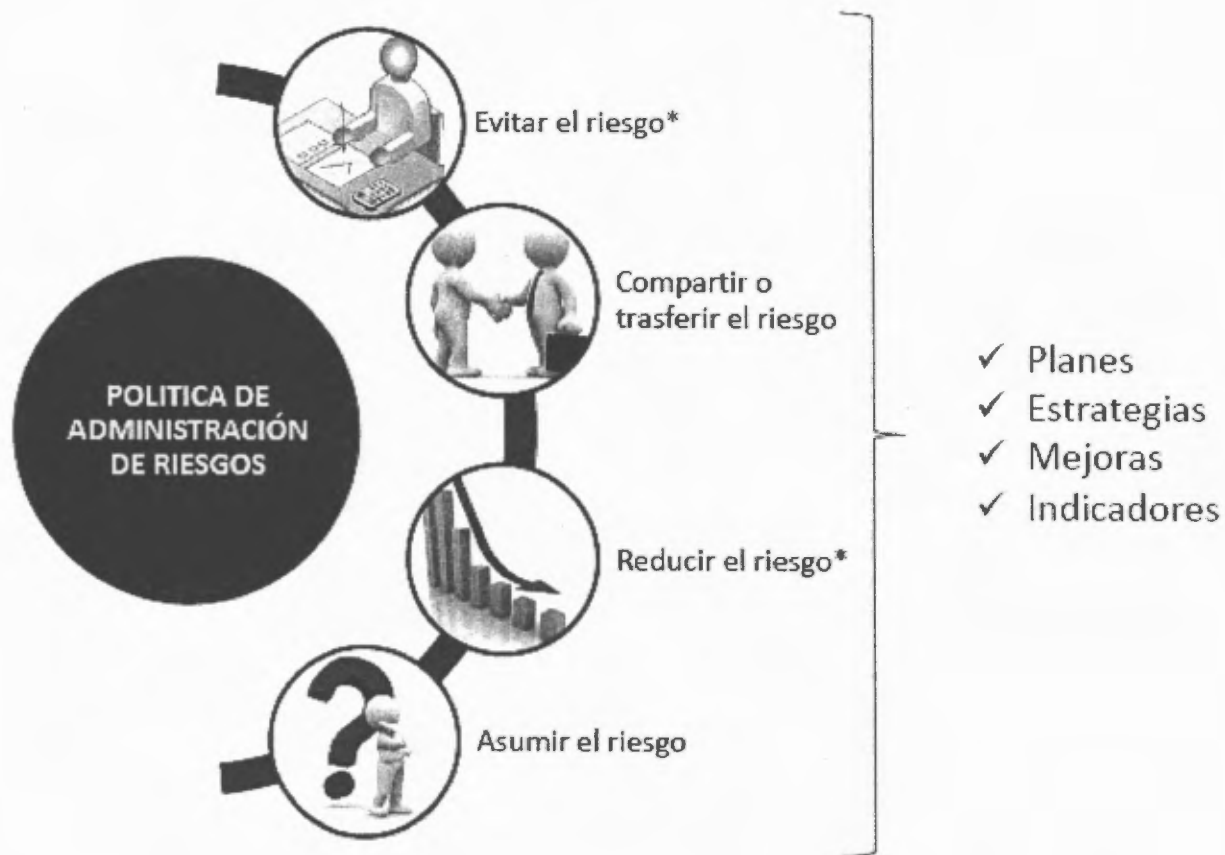 POLITICA DE
ADMINISTRACIÓN
DE RIESGOS
Evitar el riesgo*
Compartir o
trasferir el riesgo
Reducir el riesgo*
Asumir el riesgo
✓ Planes
✓ Estrategias
✓ Mejoras
✓ Indicadores